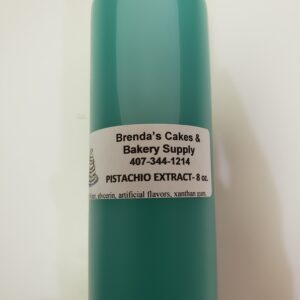 Brenda's Cakes &
Bakery Supply
407-344-1214
PISTACHIO EXTRACT- 8 oz.
glycerin, artificial flavors, xanthan gum,